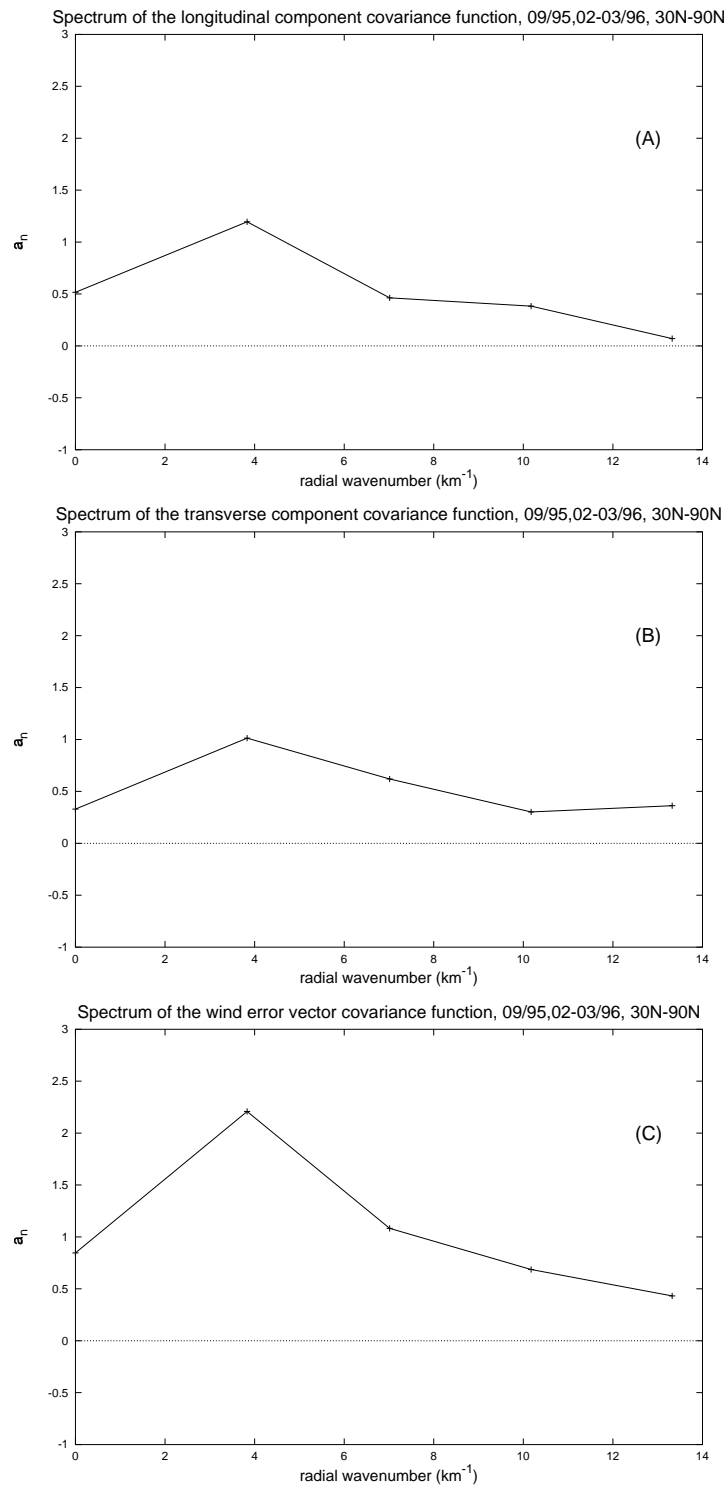 Spectrum of the longitudinal component covariance function, 09/95,02-03/96, 30N-90N
3
2.5
2
(A)
1.5
1
aₙ
0.5
0
-0.5
-1
0 2 4 6 8 10 12 14
radial wavenumber (km⁻¹)
Spectrum of the transverse component covariance function, 09/95,02-03/96, 30N-90N
3
2.5
2
(B)
1.5
1
aₙ
0.5
0
-0.5
-1
0 2 4 6 8 10 12 14
radial wavenumber (km⁻¹)
Spectrum of the wind error vector covariance function, 09/95,02-03/96, 30N-90N
3
2.5
2
(C)
1.5
1
aₙ
0.5
0
-0.5
-1
0 2 4 6 8 10 12 14
radial wavenumber (km⁻¹)